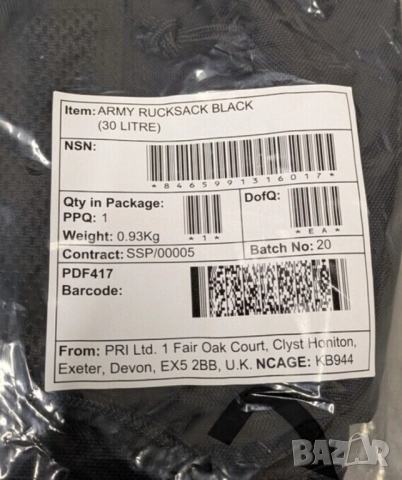 Item: ARMY RUCKSACK BLACK
(30 LITRE)
NSN:
*8465991316017*
Qty in Package:
PPQ: 1
*1*
DofQ:
*EA*
Weight: 0.93Kg
Contract: SSP/00005
Batch No: 20
PDF417
Barcode:
From: PRI Ltd. 1 Fair Oak Court, Clyst Honiton,
Exeter, Devon, EX5 2BB, U.K. NCAGE: KB944
BAZAR